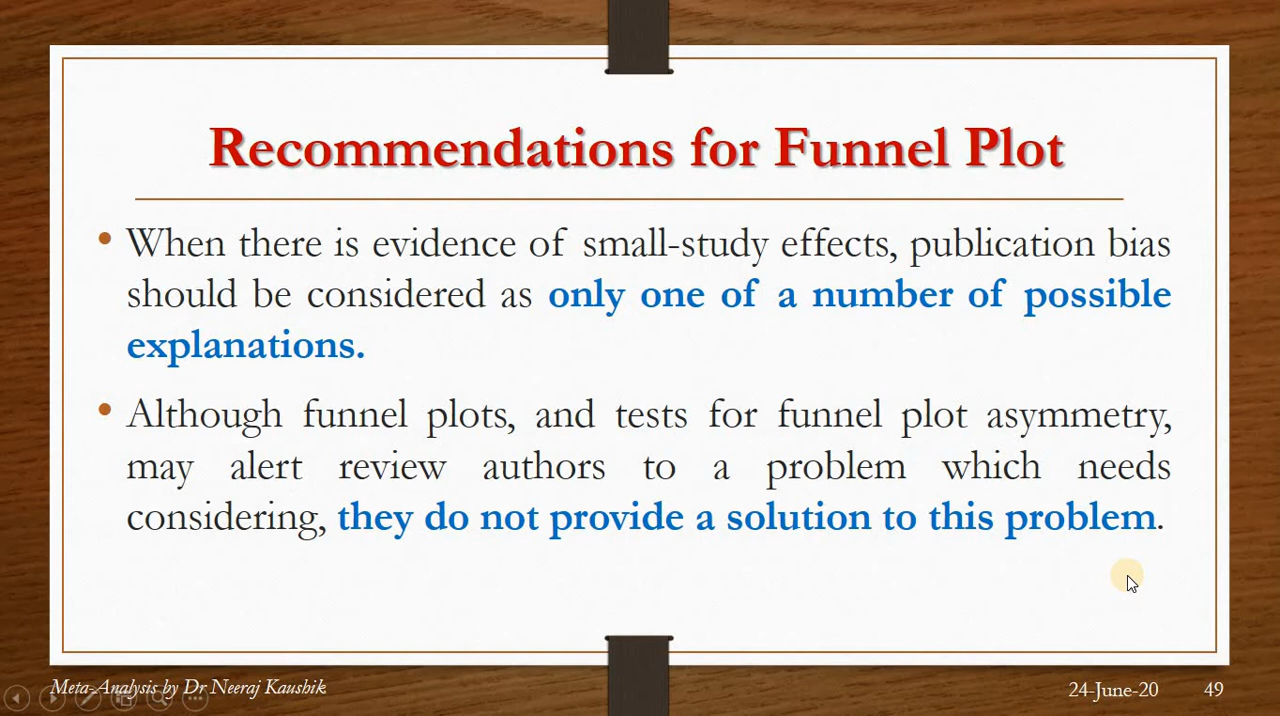 Recommendations for Funnel Plot
• When there is evidence of small-study effects, publication bias
should be considered as only one of a number of possible
explanations.
• Although funnel plots, and tests for funnel plot asymmetry,
may alert review authors to a problem which needs
considering, they do not provide a solution to this problem.
Meta-Analysis by Dr Neeraj Kaushik
24-June-20
49